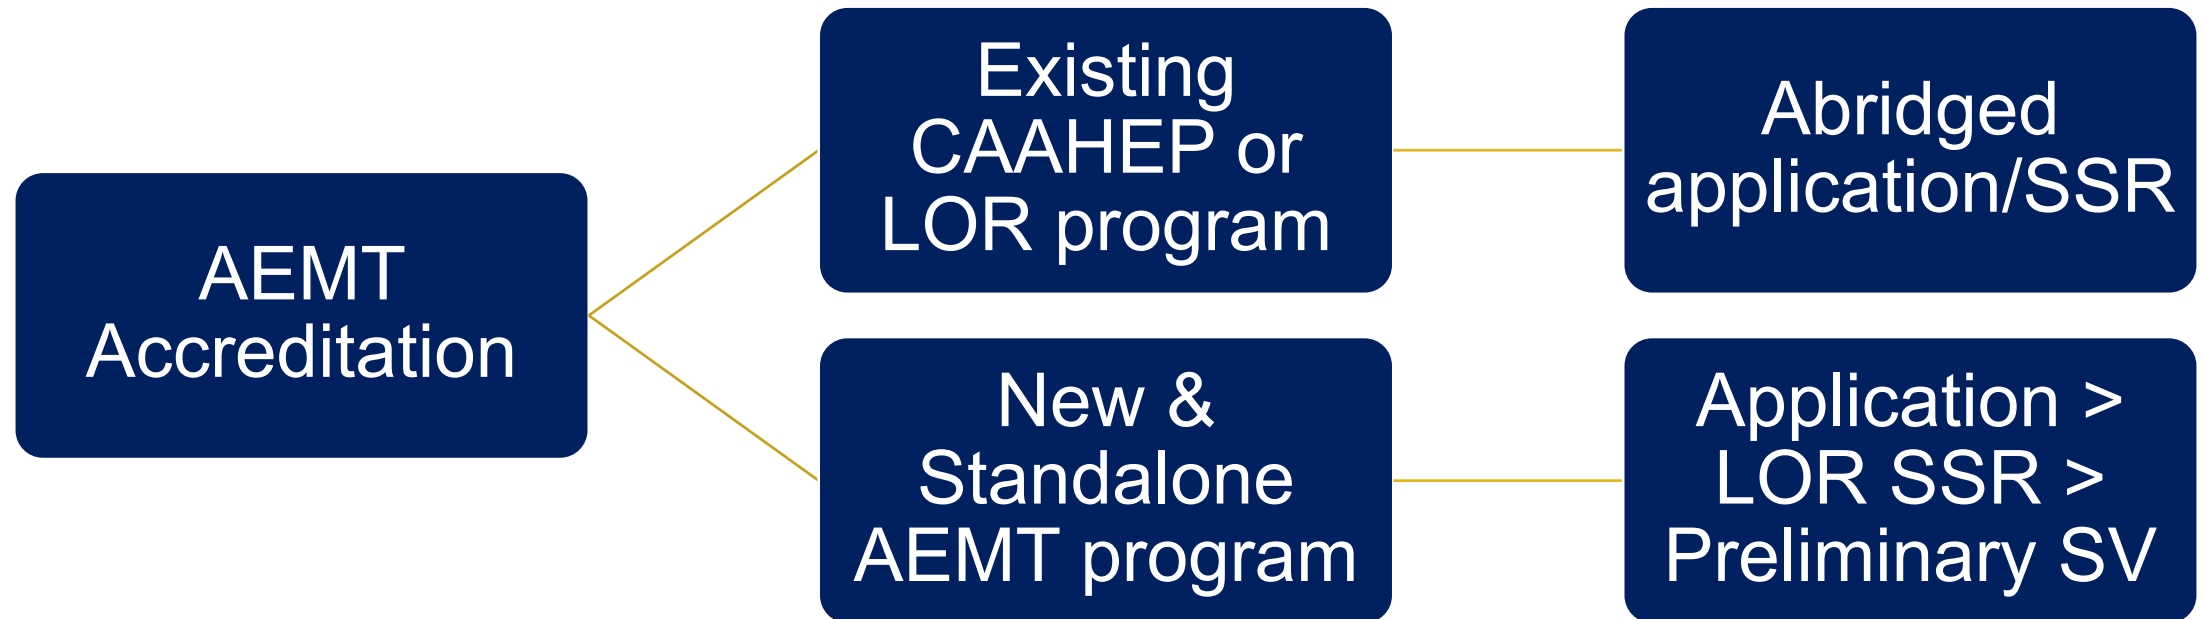 AEMT
Accreditation
Existing
CAAHEP or
LOR program
Abridged
application/SSR
New &
Standalone
AEMT program
Application >
LOR SSR >
Preliminary SV